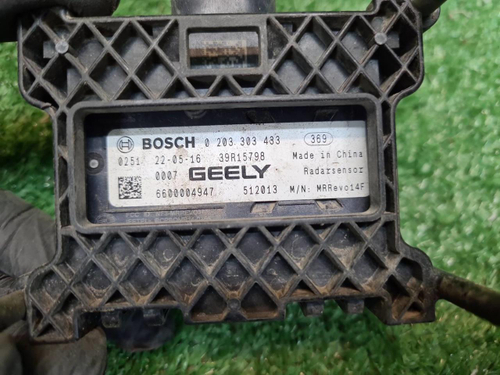 BOSCH 0 203 303 483 369
0251 22-05-16 39R15798 Made in China
0007 GEELY Radarsensor
6600004947 512013 M/N: MRRevo14F